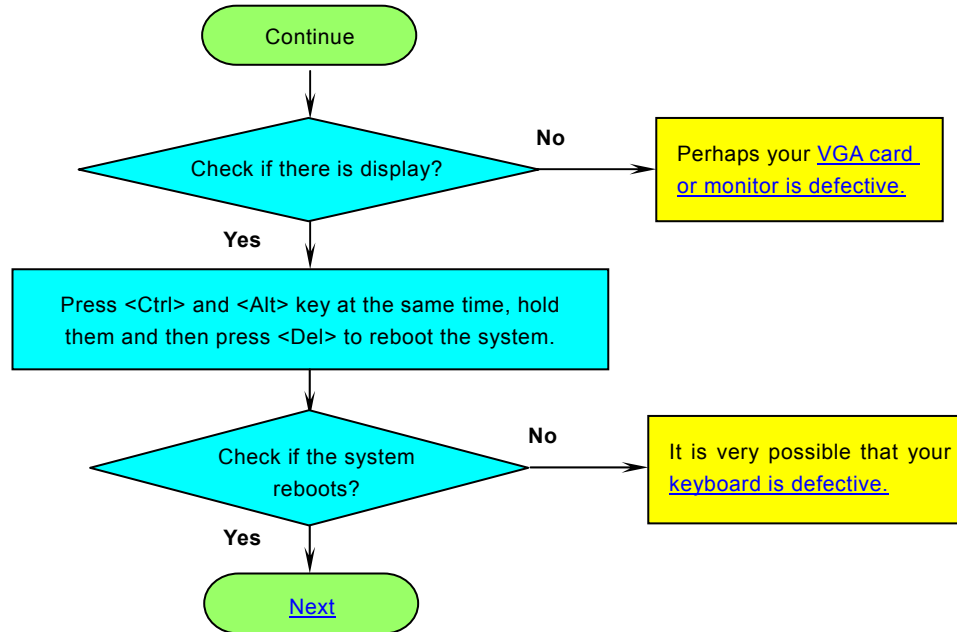 Continue
Check if there is display?
No
Perhaps your VGA card
or monitor is defective.
Yes
Press <Ctrl> and <Alt> key at the same time, hold
them and then press <Del> to reboot the system.
Check if the system
reboots?
No
It is very possible that your
keyboard is defective.
Yes
Next